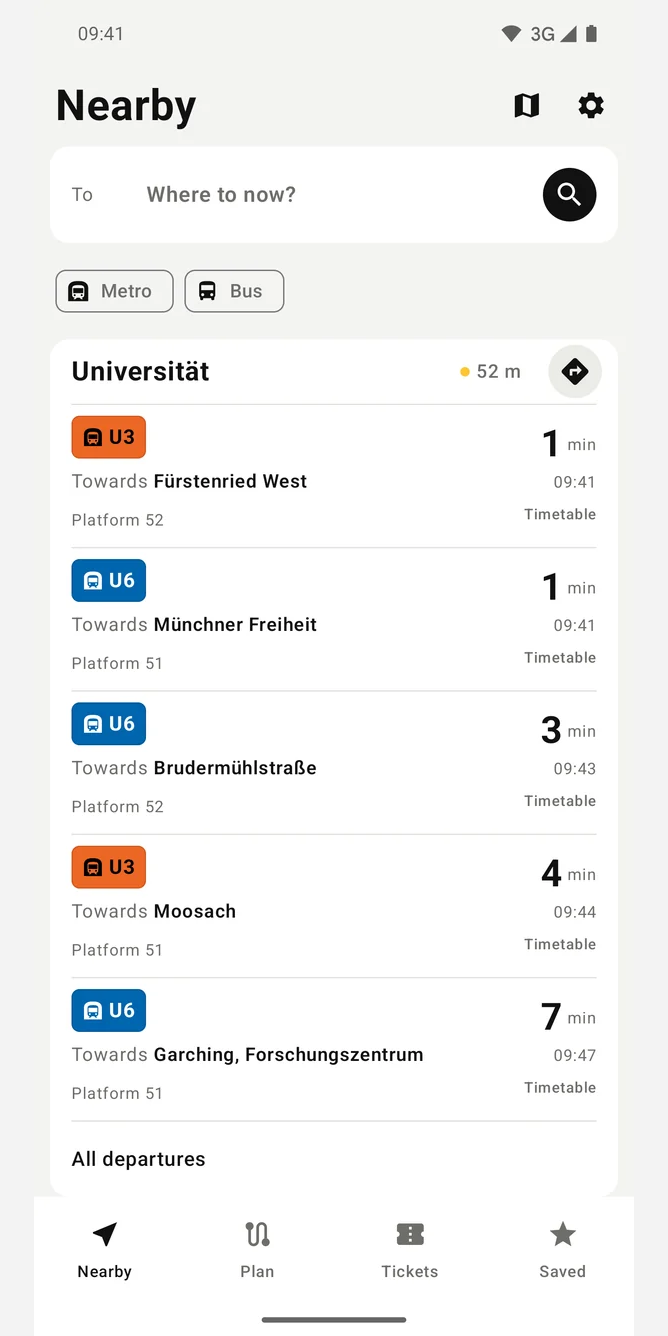 09:41 3G
Nearby
To Where to now?
Metro Bus
Universität 52 m
U3 1 min
Towards Fürstenried West 09:41
Platform 52 Timetable
U6 1 min
Towards Münchner Freiheit 09:41
Platform 51 Timetable
U6 3 min
Towards Brudermühlstraße 09:43
Platform 52 Timetable
U3 4 min
Towards Moosach 09:44
Platform 51 Timetable
U6 7 min
Towards Garching, Forschungszentrum 09:47
Platform 51 Timetable
All departures
Nearby Plan Tickets Saved